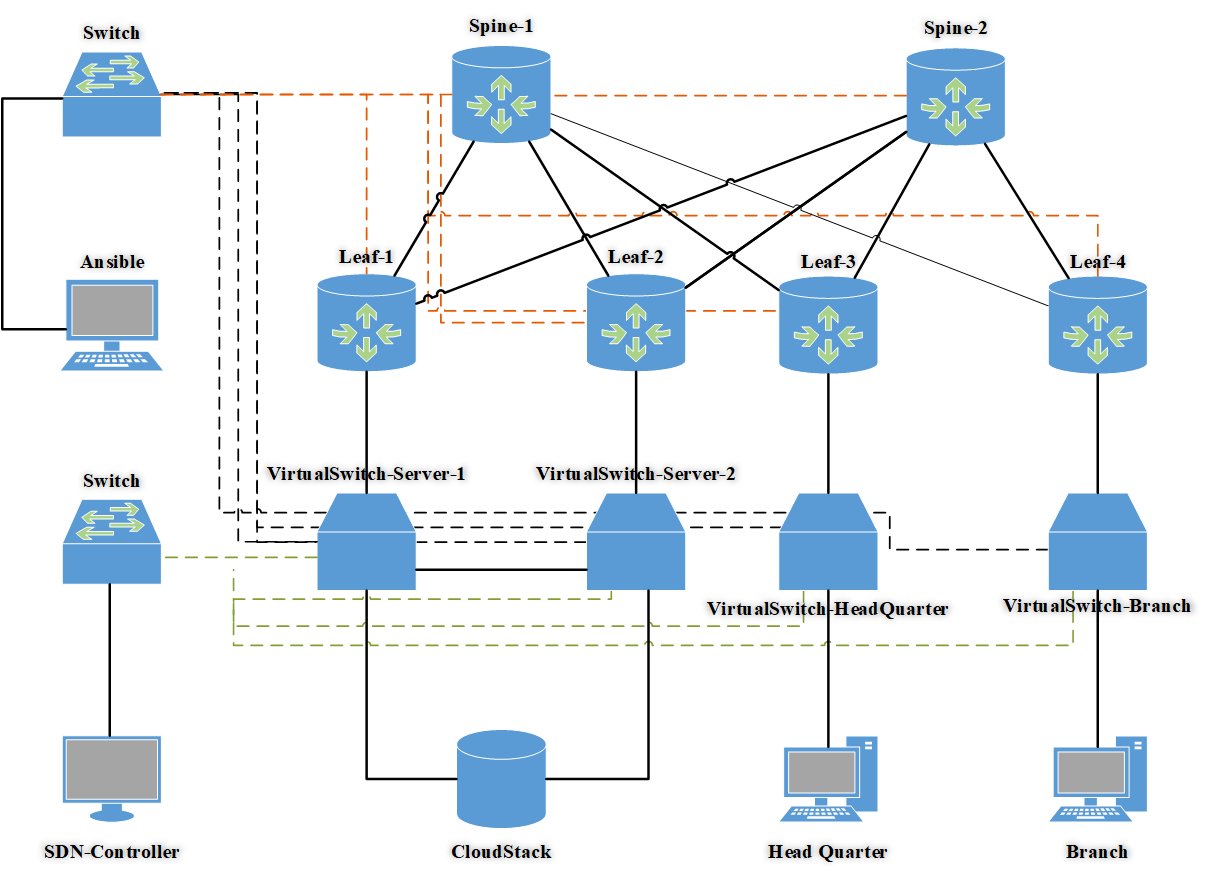 Switch
Spine-1
Spine-2
Ansible
Leaf-1
Leaf-2
Leaf-3
Leaf-4
Switch
VirtualSwitch-Server-1
VirtualSwitch-Server-2
VirtualSwitch-HeadQuarter
VirtualSwitch-Branch
SDN-Controller
CloudStack
Head Quarter
Branch